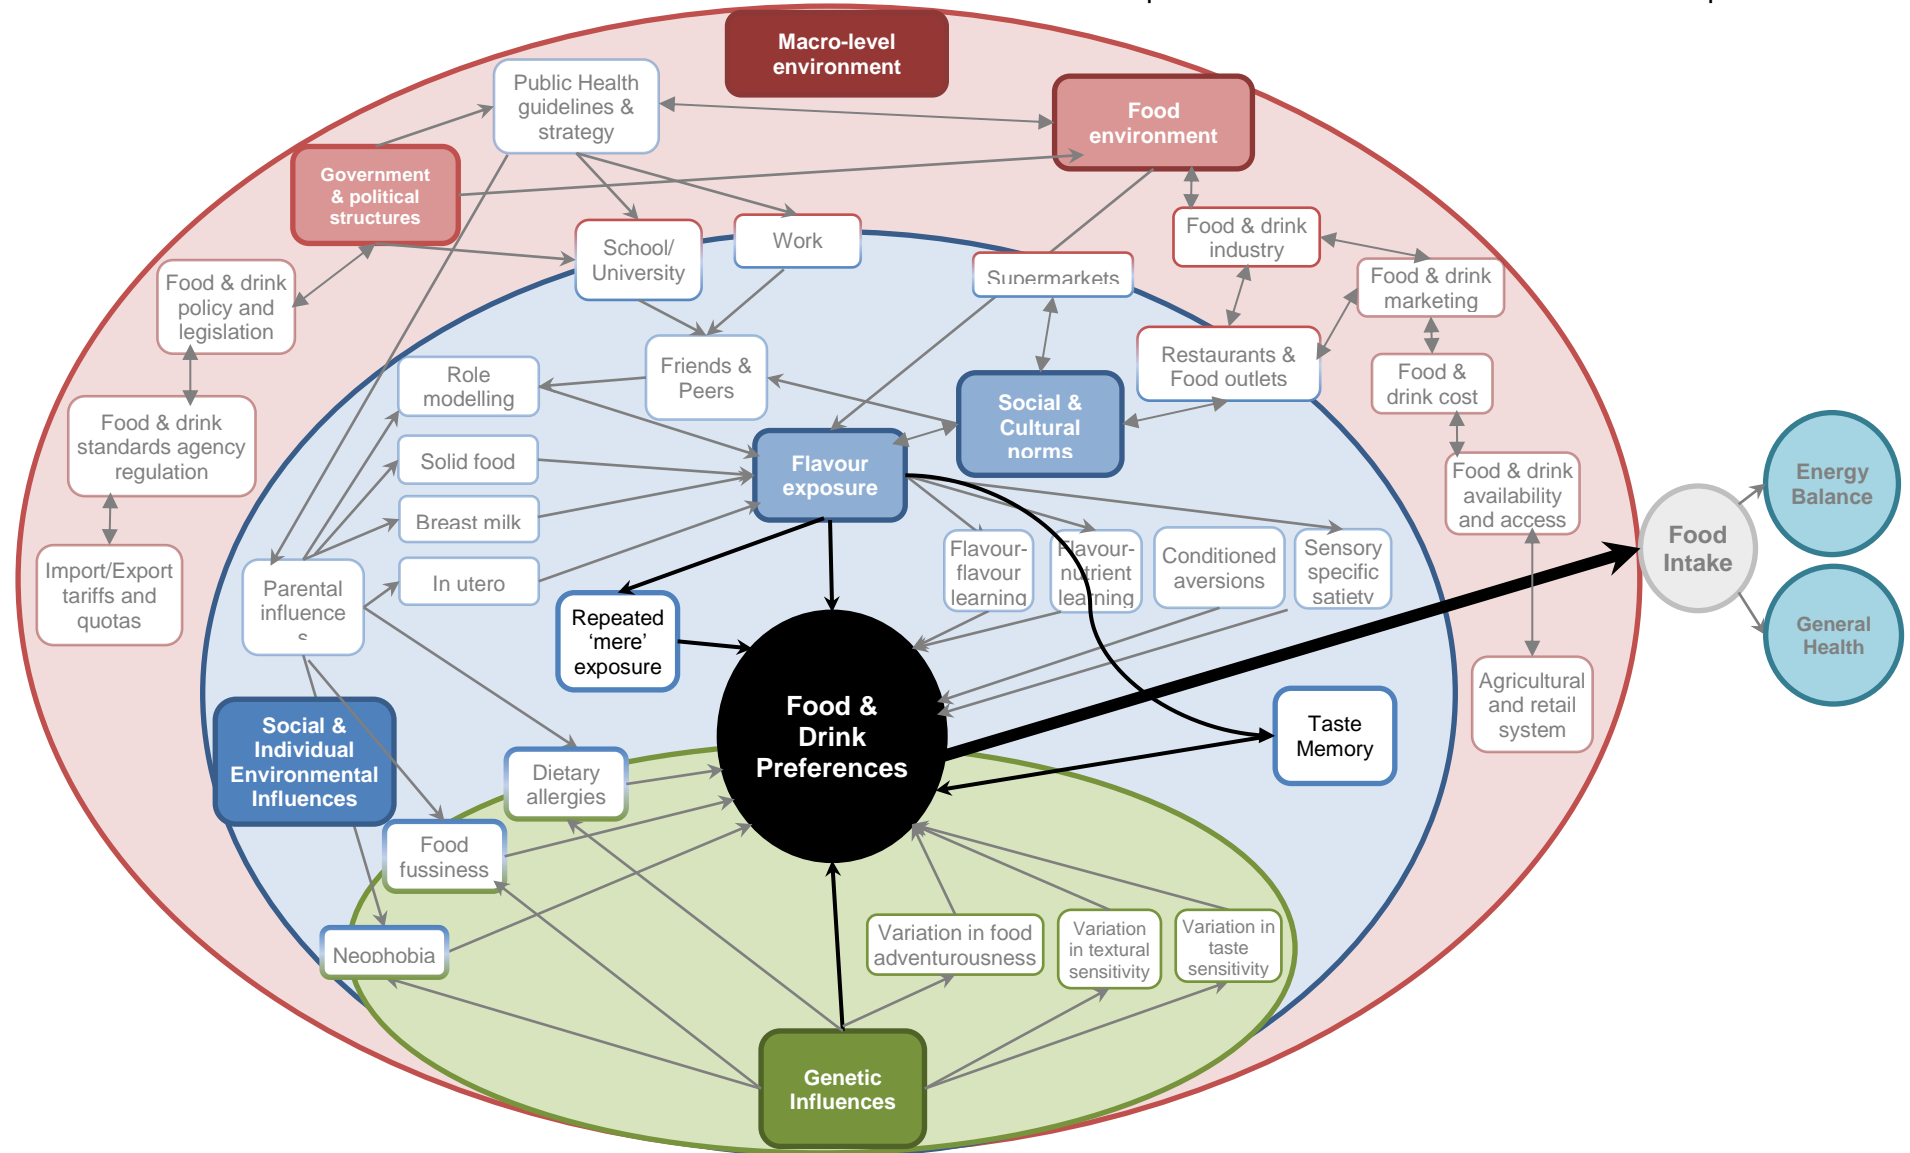 Macro-level
environment
Public Health
guidelines &
strategy
Food
environment
Government
& political
structures
School/
University
Work
Food & drink
industry
Supermarkets
Food & drink
marketing
Food & drink
policy and
legislation
Friends &
Peers
Role
modelling
Restaurants &
Food outlets
Food &
drink cost
Social &
Cultural
norms
Food & drink
standards agency
regulation
Solid food
Flavour
exposure
Food & drink
availability
and access
Energy
Balance
Breast milk
Food
Intake
Import/Export
tariffs and
quotas
Parental
influence
s
In utero
Flavour-
flavour
learning
Flavour-
nutrient
learning
Conditioned
aversions
Sensory
specific
satiety
Repeated
‘mere’
exposure
General
Health
Agricultural
and retail
system
Food &
Drink
Preferences
Taste
Memory
Social &
Individual
Environmental
Influences
Dietary
allergies
Food
fussiness
Neophobia
Variation in food
adventurousness
Variation
in textural
sensitivity
Variation in
taste
sensitivity
Genetic
Influences